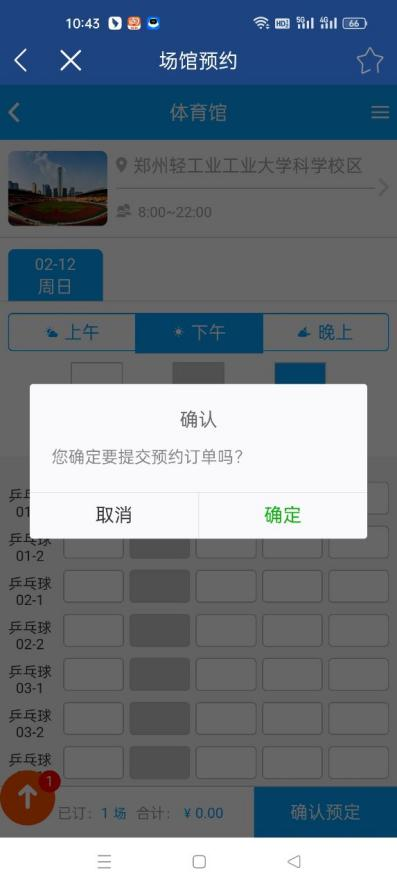 10:43
HD 5G 4G 66
场馆预约
体育馆
郑州轻工业工业大学科学校区
8:00~22:00
02-12
周日
上午
下午
晚上
确认
您确定要提交预约订单吗?
取消
确定
乒乓球
01-2
乒乓球
02-1
乒乓球
02-2
乒乓球
03-1
乒乓球
03-2
乒乓球
1
已订: 1 场 合计: ¥ 0.00
确认预定